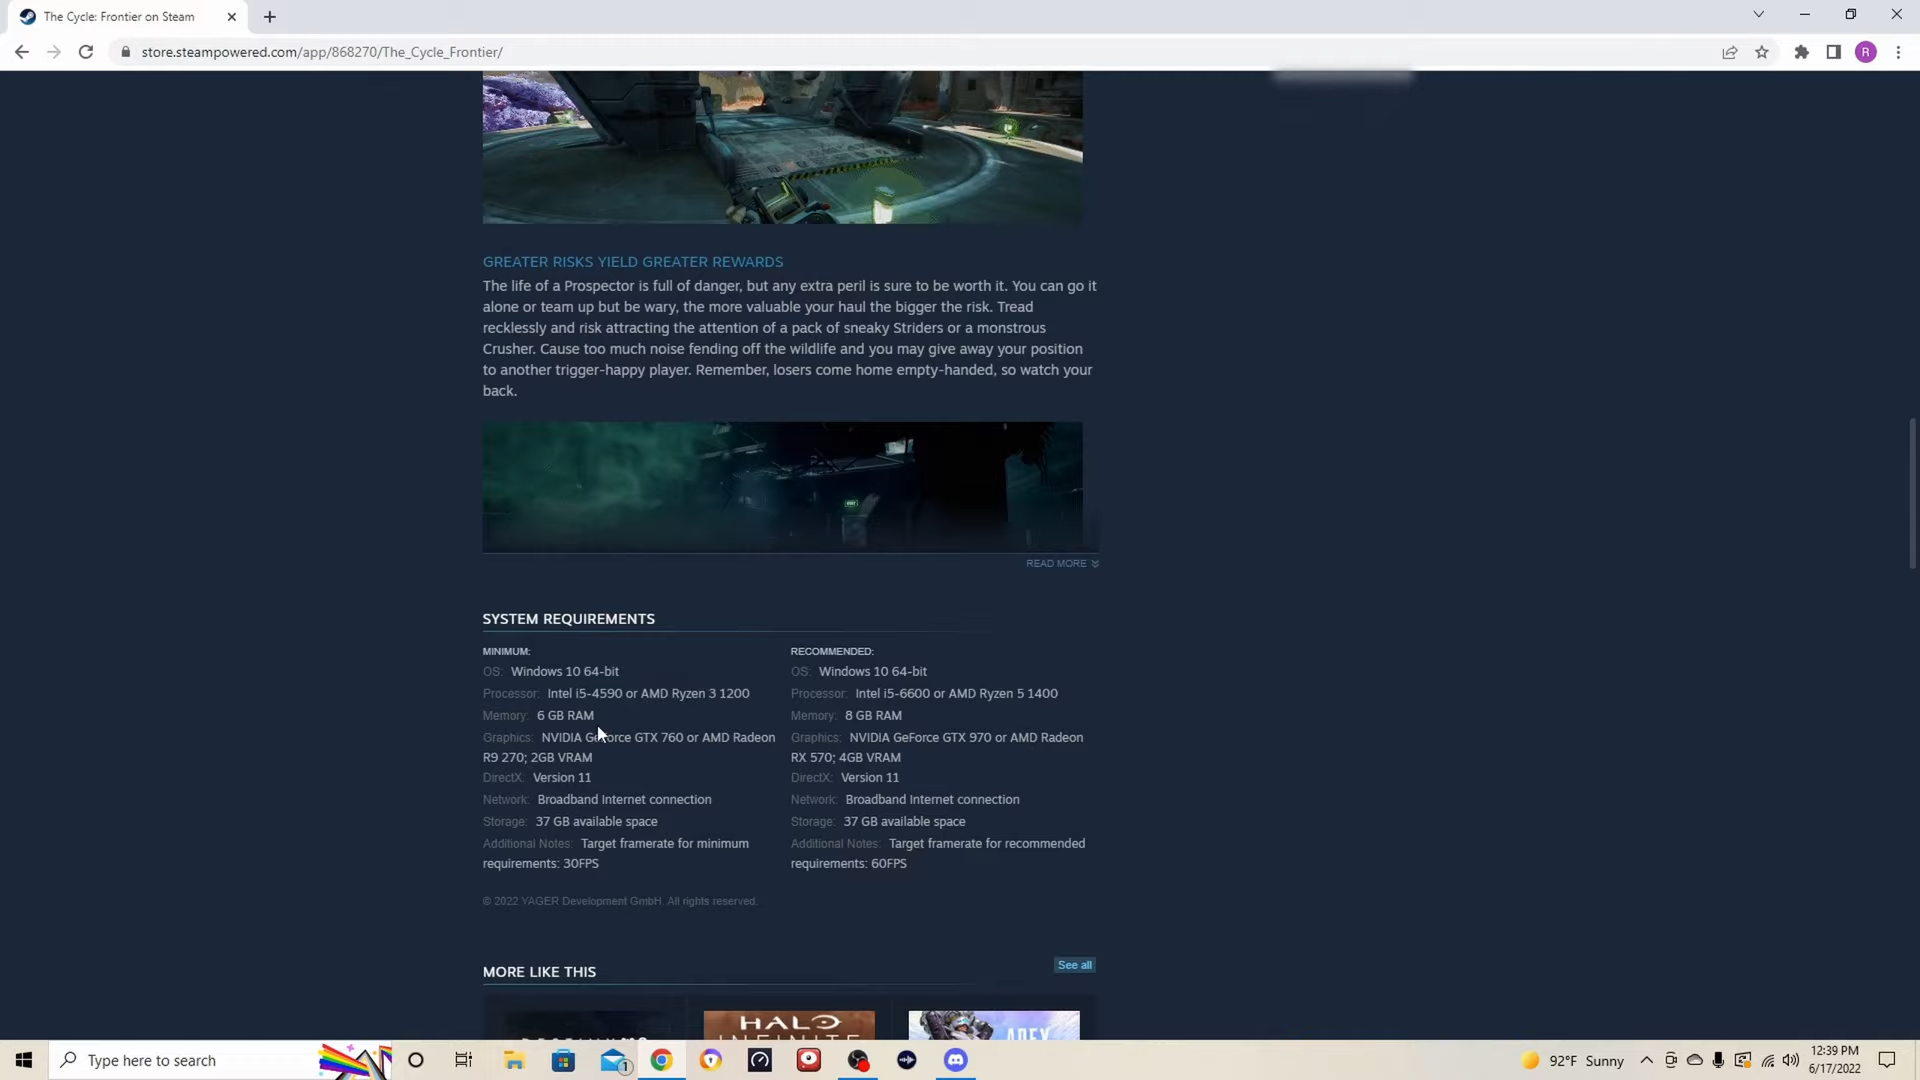 The Cycle: Frontier on Steam
store.steampowered.com/app/868270/The_Cycle_Frontier/
R
GREATER RISKS YIELD GREATER REWARDS
The life of a Prospector is full of danger, but any extra peril is sure to be worth it. You can go it
alone or team up but be wary, the more valuable your haul the bigger the risk. Tread
recklessly and risk attracting the attention of a pack of sneaky Striders or a monstrous
Crusher. Cause too much noise fending off the wildlife and you may give away your position
to another trigger-happy player. Remember, losers come home empty-handed, so watch your
back.
READ MORE
SYSTEM REQUIREMENTS
MINIMUM:
OS: Windows 10 64-bit
Processor: Intel i5-4590 or AMD Ryzen 3 1200
Memory: 6 GB RAM
Graphics: NVIDIA GeForce GTX 760 or AMD Radeon
R9 270; 2GB VRAM
DirectX: Version 11
Network: Broadband Internet connection
Storage: 37 GB available space
Additional Notes: Target framerate for minimum
requirements: 30FPS
RECOMMENDED:
OS: Windows 10 64-bit
Processor: Intel i5-6600 or AMD Ryzen 5 1400
Memory: 8 GB RAM
Graphics: NVIDIA GeForce GTX 970 or AMD Radeon
RX 570; 4GB VRAM
DirectX: Version 11
Network: Broadband Internet connection
Storage: 37 GB available space
Additional Notes: Target framerate for recommended
requirements: 60FPS
© 2022 YAGER Development GmbH. All rights reserved.
MORE LIKE THIS
See all
HALO
INFINITE
APEX
Type here to search
1
92°F Sunny
12:39 PM
6/17/2022